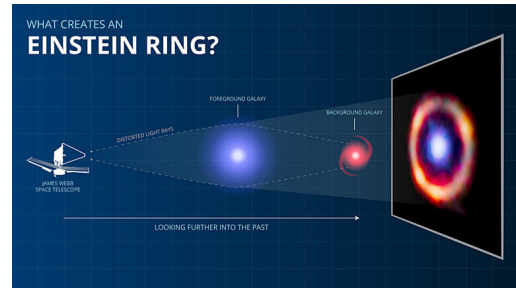 WHAT CREATES AN
EINSTEIN RING?
FOREGROUND GALAXY
BACKGROUND GALAXY
DISTORTED LIGHT RAYS
JAMES WEBB
SPACE TELESCOPE
LOOKING FURTHER INTO THE PAST